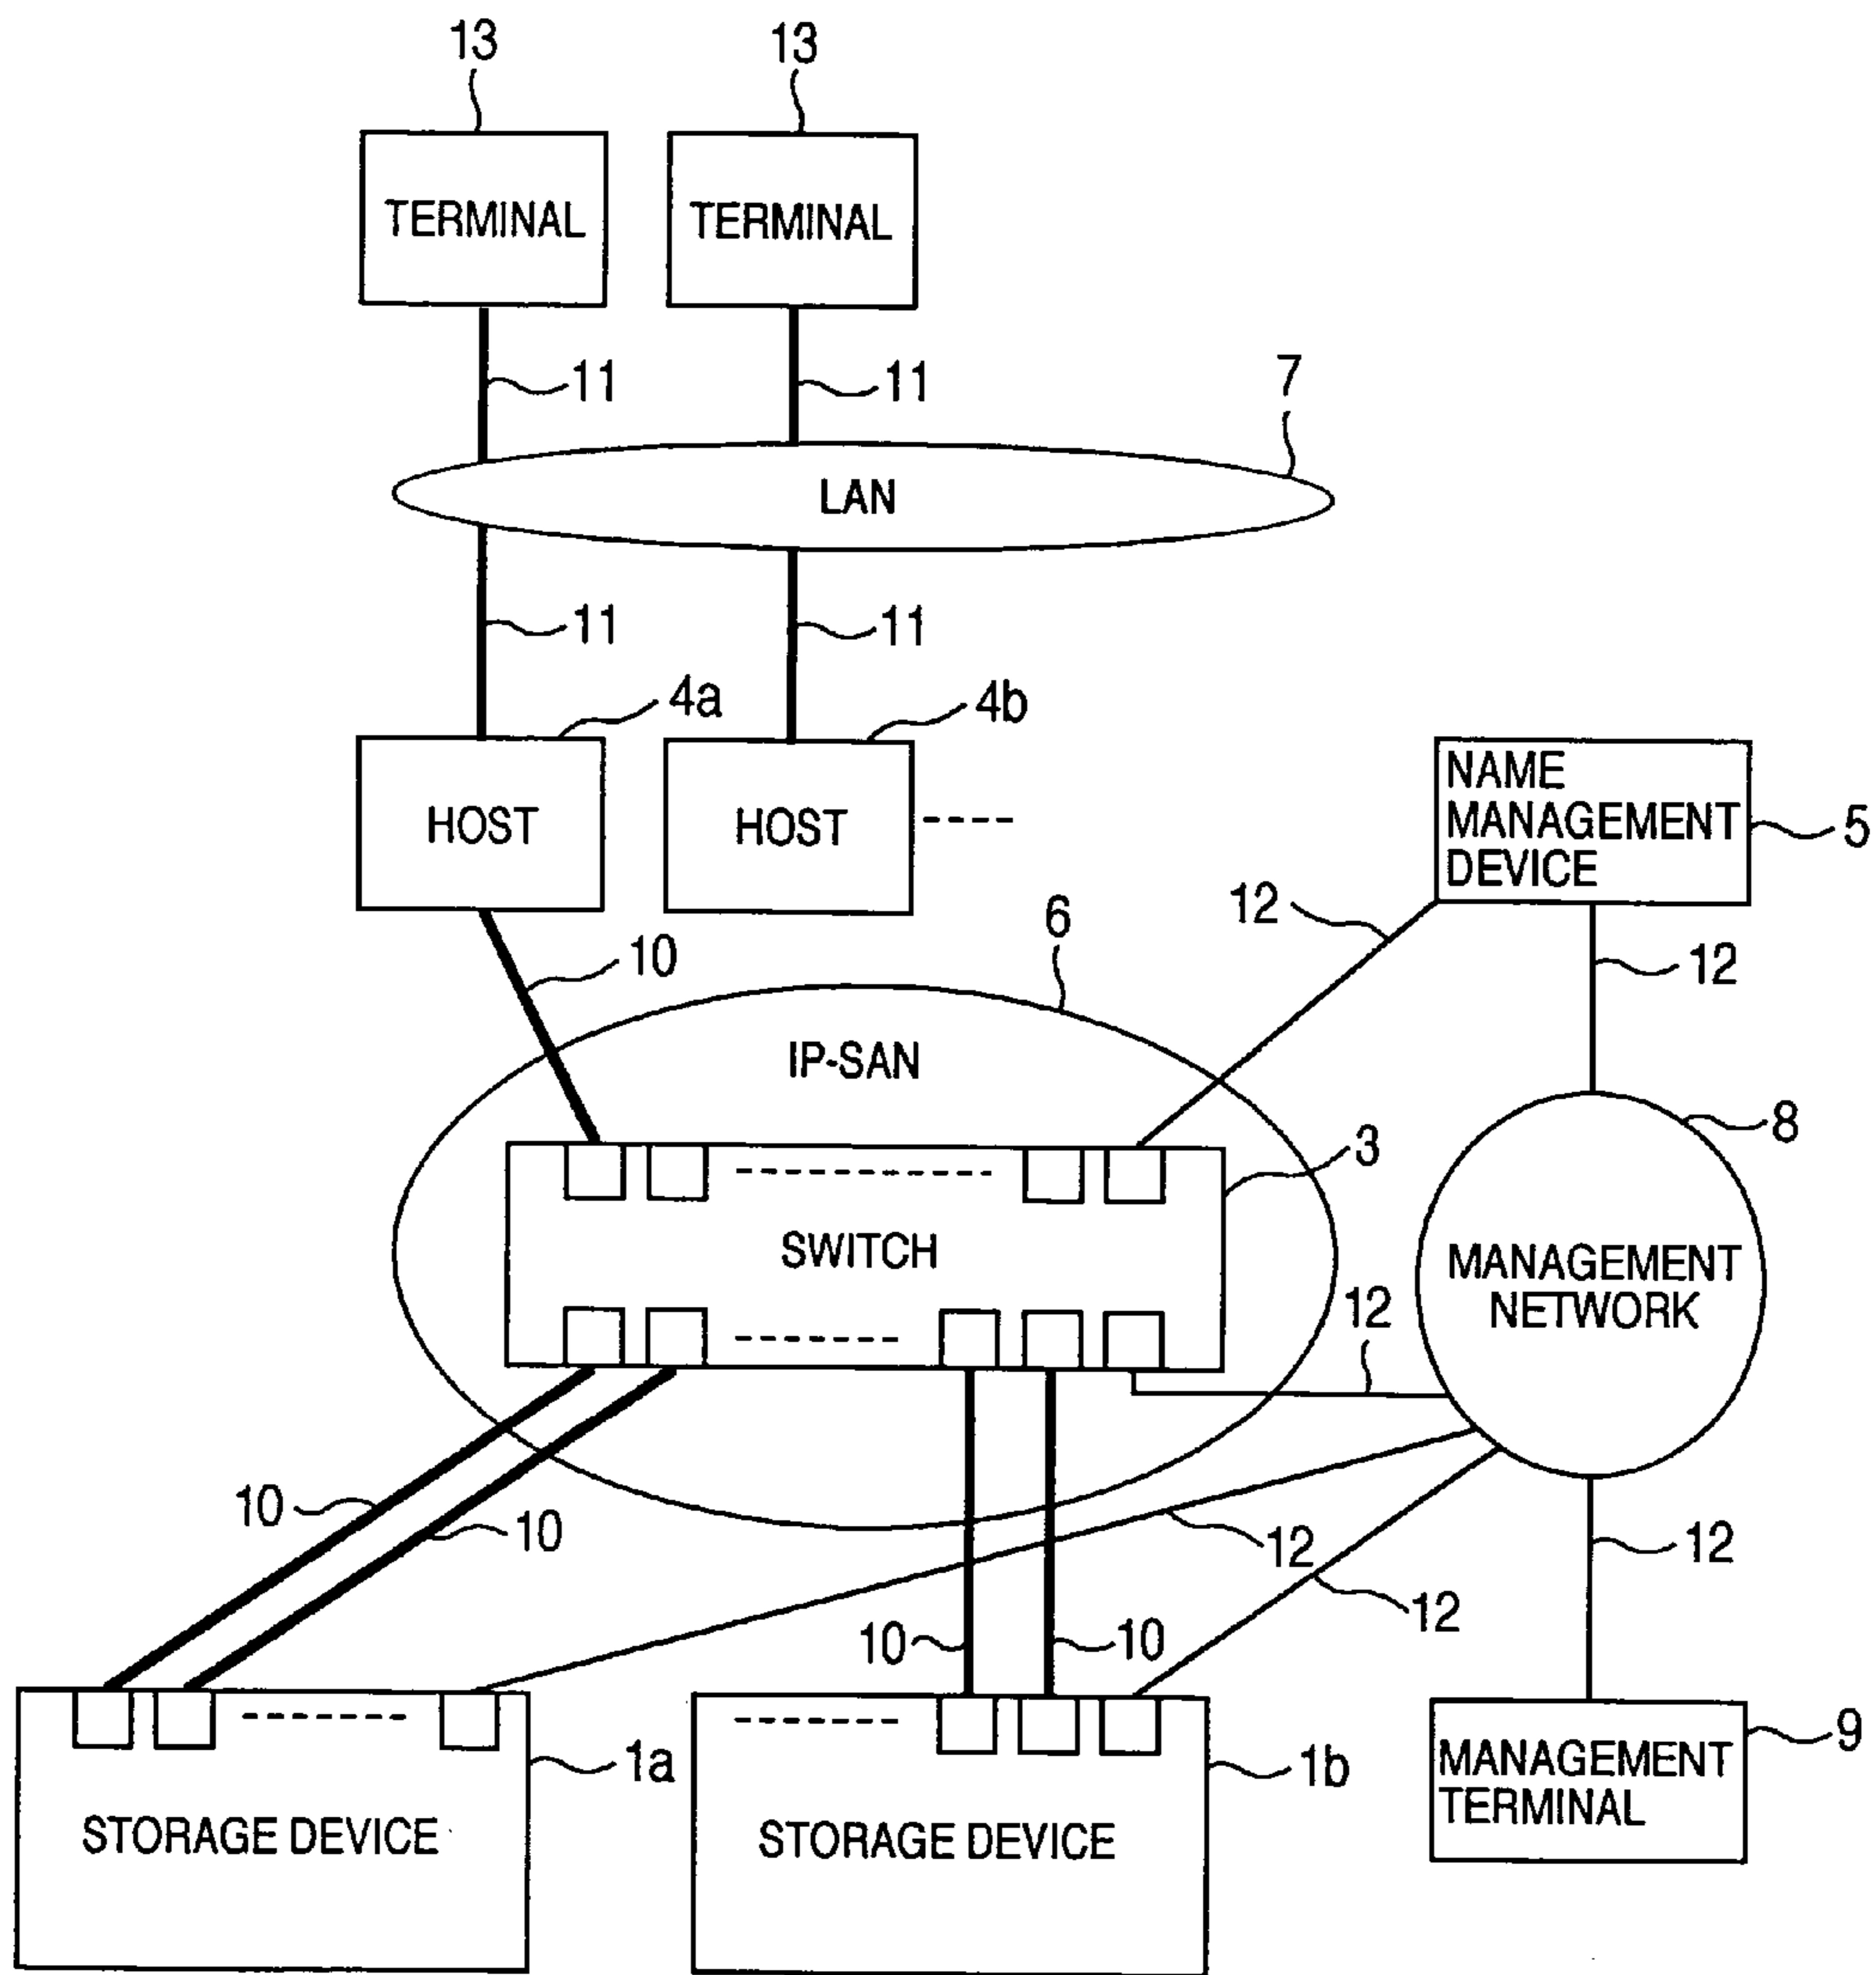 13
13
TERMINAL
TERMINAL
11
11
7
LAN
11
11
4a
4b
HOST
HOST
NAME
MANAGEMENT
DEVICE
5
12
6
10
12
IP-SAN
8
3
SWITCH
MANAGEMENT
NETWORK
12
10
10
12
12
12
10
10
9
1a
1b
MANAGEMENT
TERMINAL
STORAGE DEVICE
STORAGE DEVICE